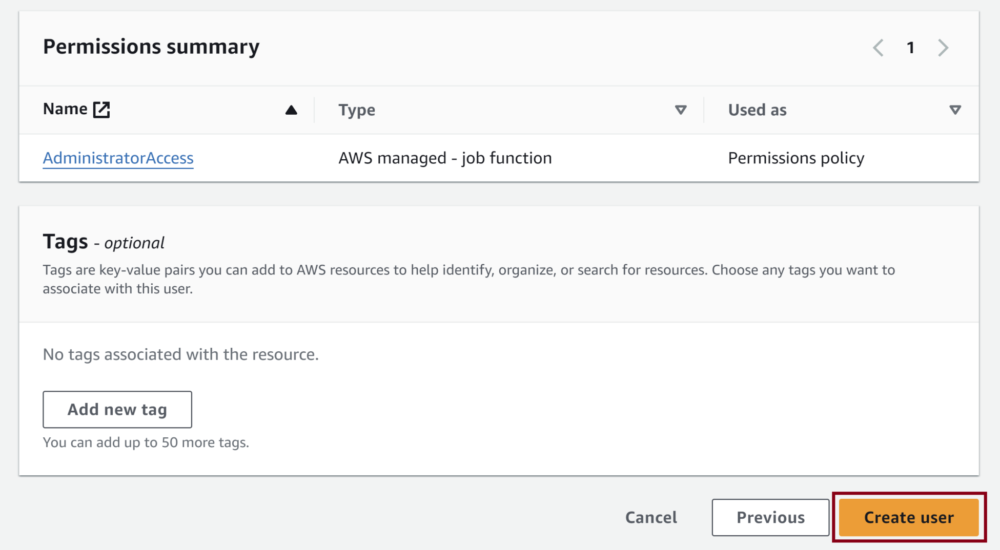 Permissions summary
1
Name
Type
Used as
AdministratorAccess
AWS managed - job function
Permissions policy
Tags - optional
Tags are key-value pairs you can add to AWS resources to help identify, organize, or search for resources. Choose any tags you want to
associate with this user.
No tags associated with the resource.
Add new tag
You can add up to 50 more tags.
Cancel
Previous
Create user